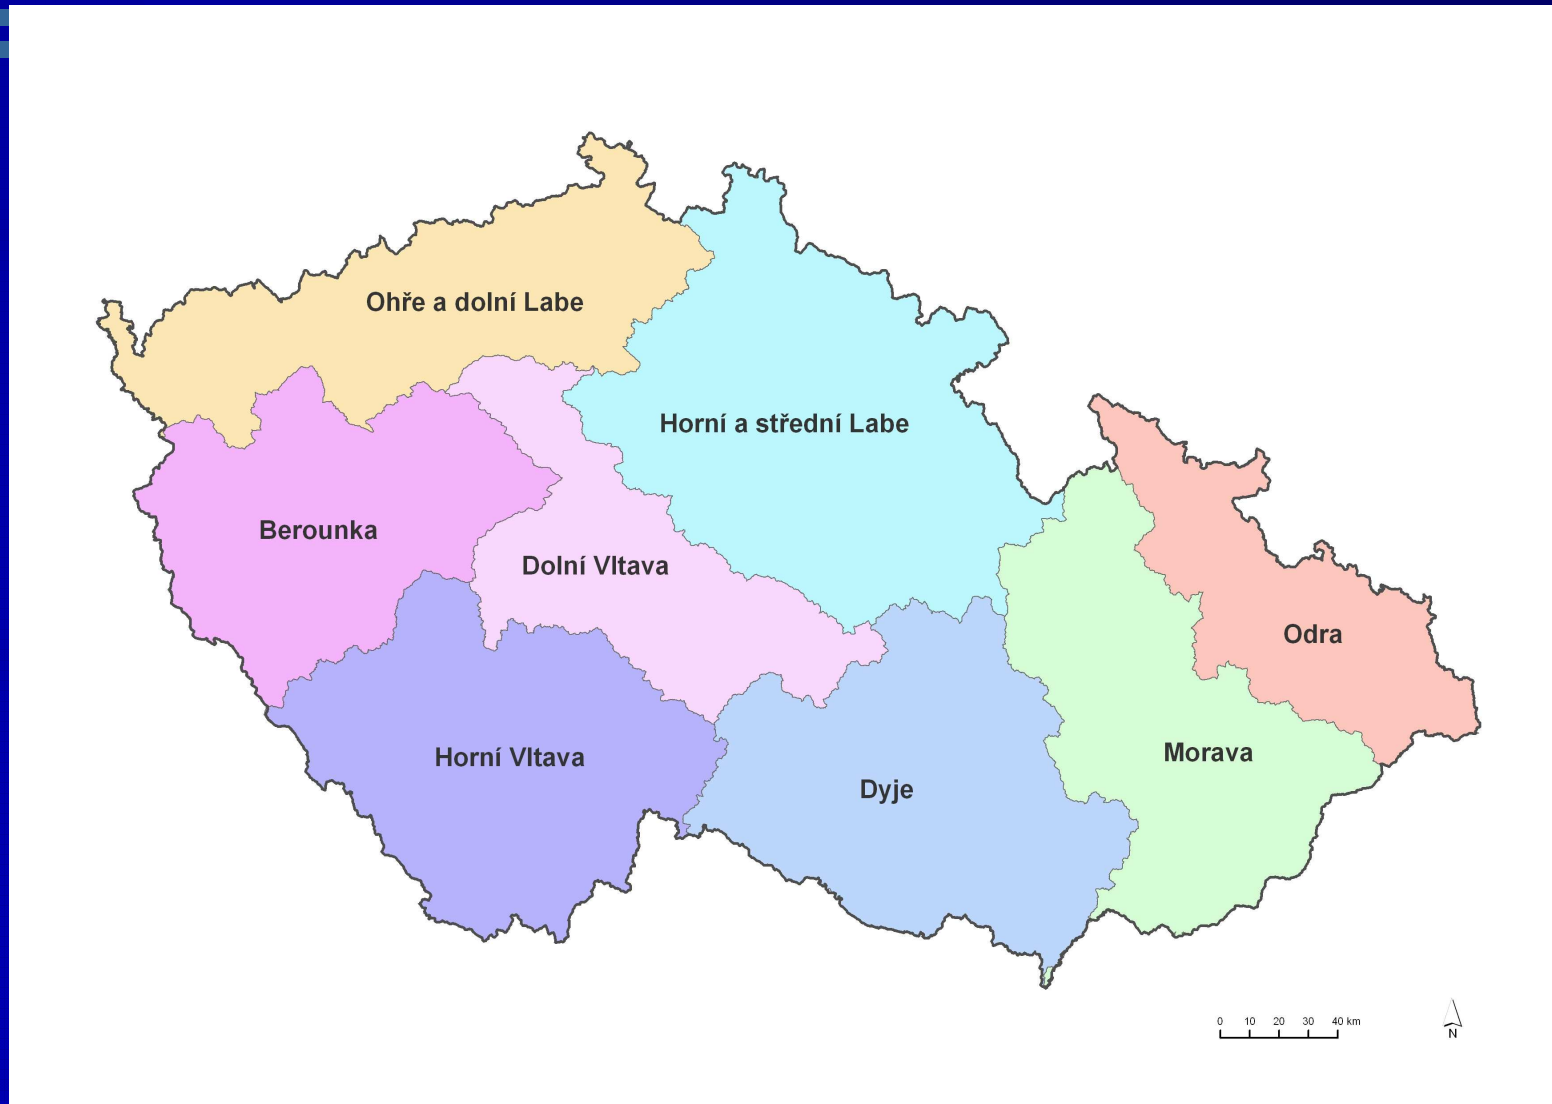 Ohře a dolní Labe
Horní a střední Labe
Berounka
Dolní Vltava
Odra
Morava
Horní Vltava
Dyje
0 10 20 30 40 km
N